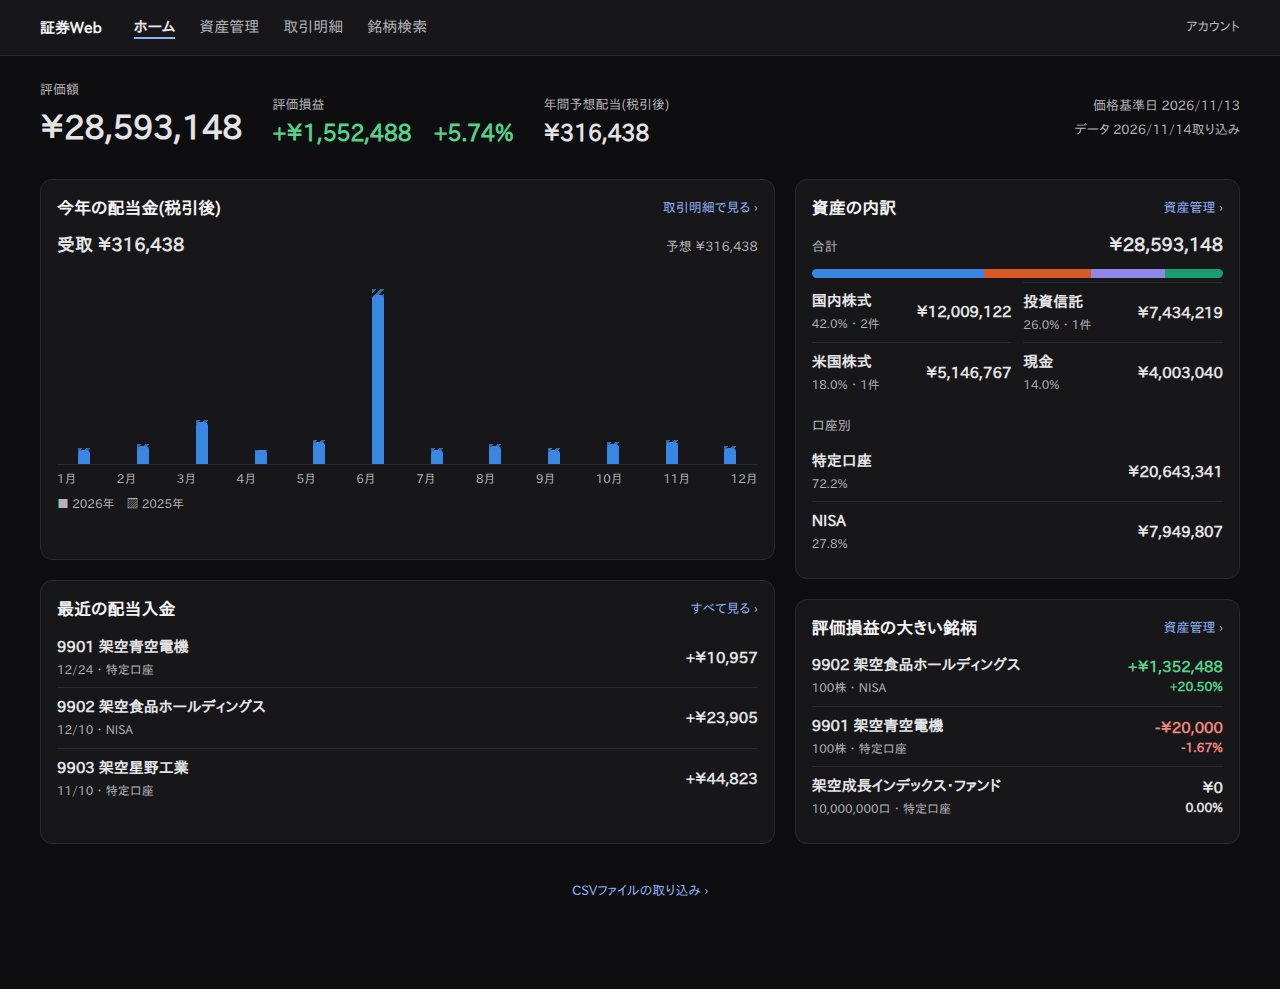 証券Web ホーム 資産管理 取引明細 銘柄検索 アカウント
評価額
¥28,593,148
評価損益
+¥1,552,488 +5.74%
年間予想配当(税引後)
¥316,438
価格基準日 2026/11/13
データ 2026/11/14取り込み
今年の配当金(税引後) 取引明細で見る ›
受取 ¥316,438 予想 ¥316,438
1月 2月 3月 4月 5月 6月 7月 8月 9月 10月 11月 12月
2026年 2025年
最近の配当入金 すべて見る ›
9901 架空青空電機
12/24・特定口座
+¥10,957
9902 架空食品ホールディングス
12/10・NISA
+¥23,905
9903 架空星野工業
11/10・特定口座
+¥44,823
資産の内訳 資産管理 ›
合計 ¥28,593,148
国内株式
42.0%・2件
¥12,009,122
投資信託
26.0%・1件
¥7,434,219
米国株式
18.0%・1件
¥5,146,767
現金
14.0%
¥4,003,040
口座別
特定口座
72.2%
¥20,643,341
NISA
27.8%
¥7,949,807
評価損益の大きい銘柄 資産管理 ›
9902 架空食品ホールディングス
100株・NISA
+¥1,352,488
+20.50%
9901 架空青空電機
100株・特定口座
-¥20,000
-1.67%
架空成長インデックス・ファンド
10,000,000口・特定口座
¥0
0.00%
CSVファイルの取り込み ›